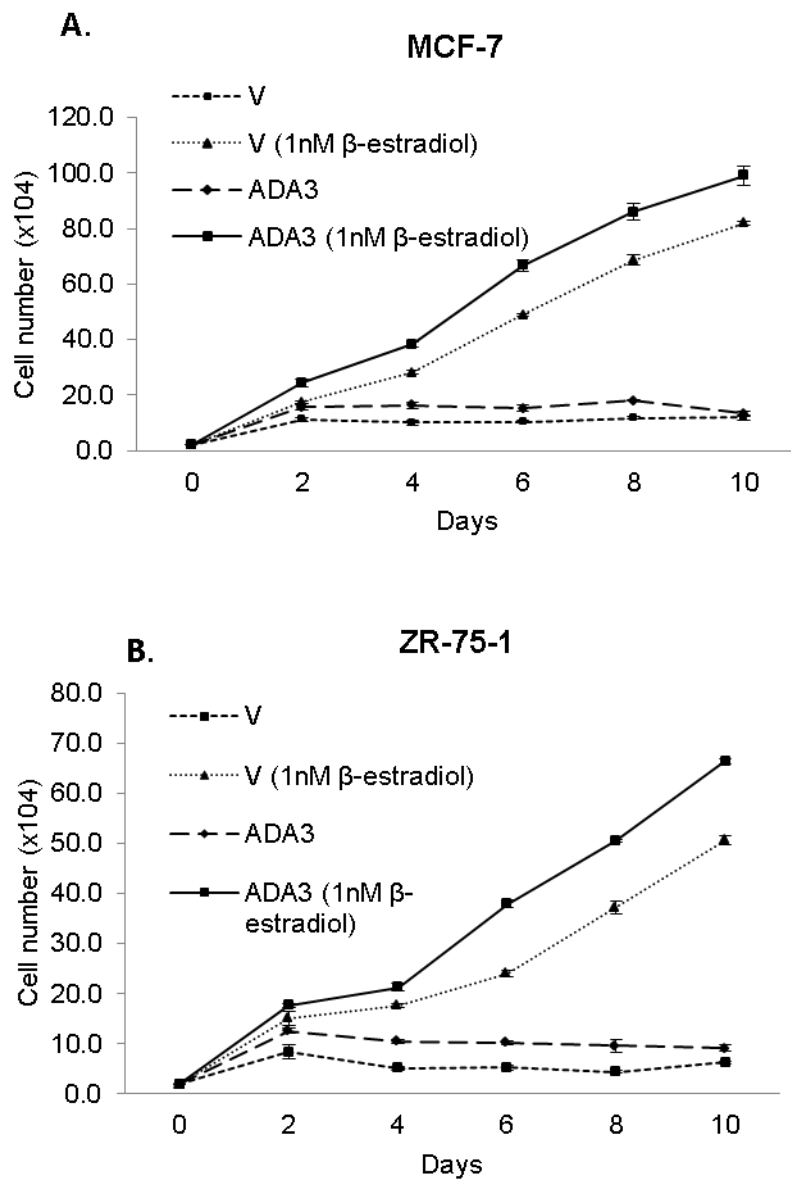 A.
MCF-7
V
V (1nM β-estradiol)
ADA3
ADA3 (1nM β-estradiol)
120.0
100.0
80.0
60.0
40.0
20.0
0.0
Cell number (x104)
0 2 4 6 8 10
Days
B.
ZR-75-1
V
V (1nM β-estradiol)
ADA3
ADA3 (1nM β-
estradiol)
80.0
70.0
60.0
50.0
40.0
30.0
20.0
10.0
0.0
Cell number (x104)
0 2 4 6 8 10
Days